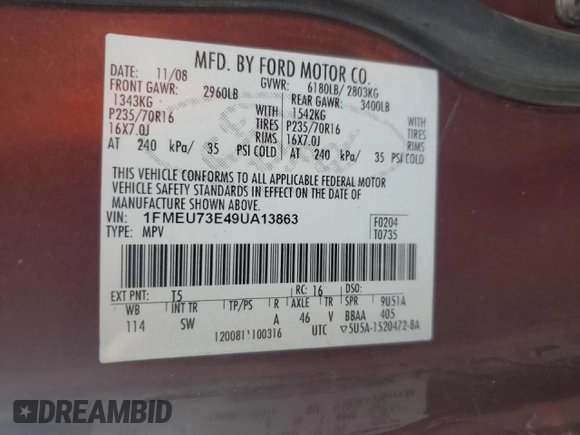 MFD. BY FORD MOTOR CO.
DATE: 11/08 GVWR: 6180LB/ 2803KG
FRONT GAWR: 2960LB REAR GAWR: 3400LB
1343KG WITH 1542KG WITH
P235/70R16 TIRES P235/70R16 TIRES
16X7.0J RIMS 16X7.0J RIMS
AT 240 kPa/ 35 PSI COLD AT 240 kPa/ 35 PSI COLD
THIS VEHICLE CONFORMS TO ALL APPLICABLE FEDERAL MOTOR
VEHICLE SAFETY STANDARDS IN EFFECT ON THE DATE OF
MANUFACTURE SHOWN ABOVE.
VIN: 1FMEU73E49UA13863 F0204
TYPE: MPV T0735
EXT PNT: T5 RC: 16 DSO:
WB INT TR TP/PS R AXLE TR SPR 9U51A
114 SW A 46 V BBAA 405
UTC 5U5A-1520472-BA
DREAMBID